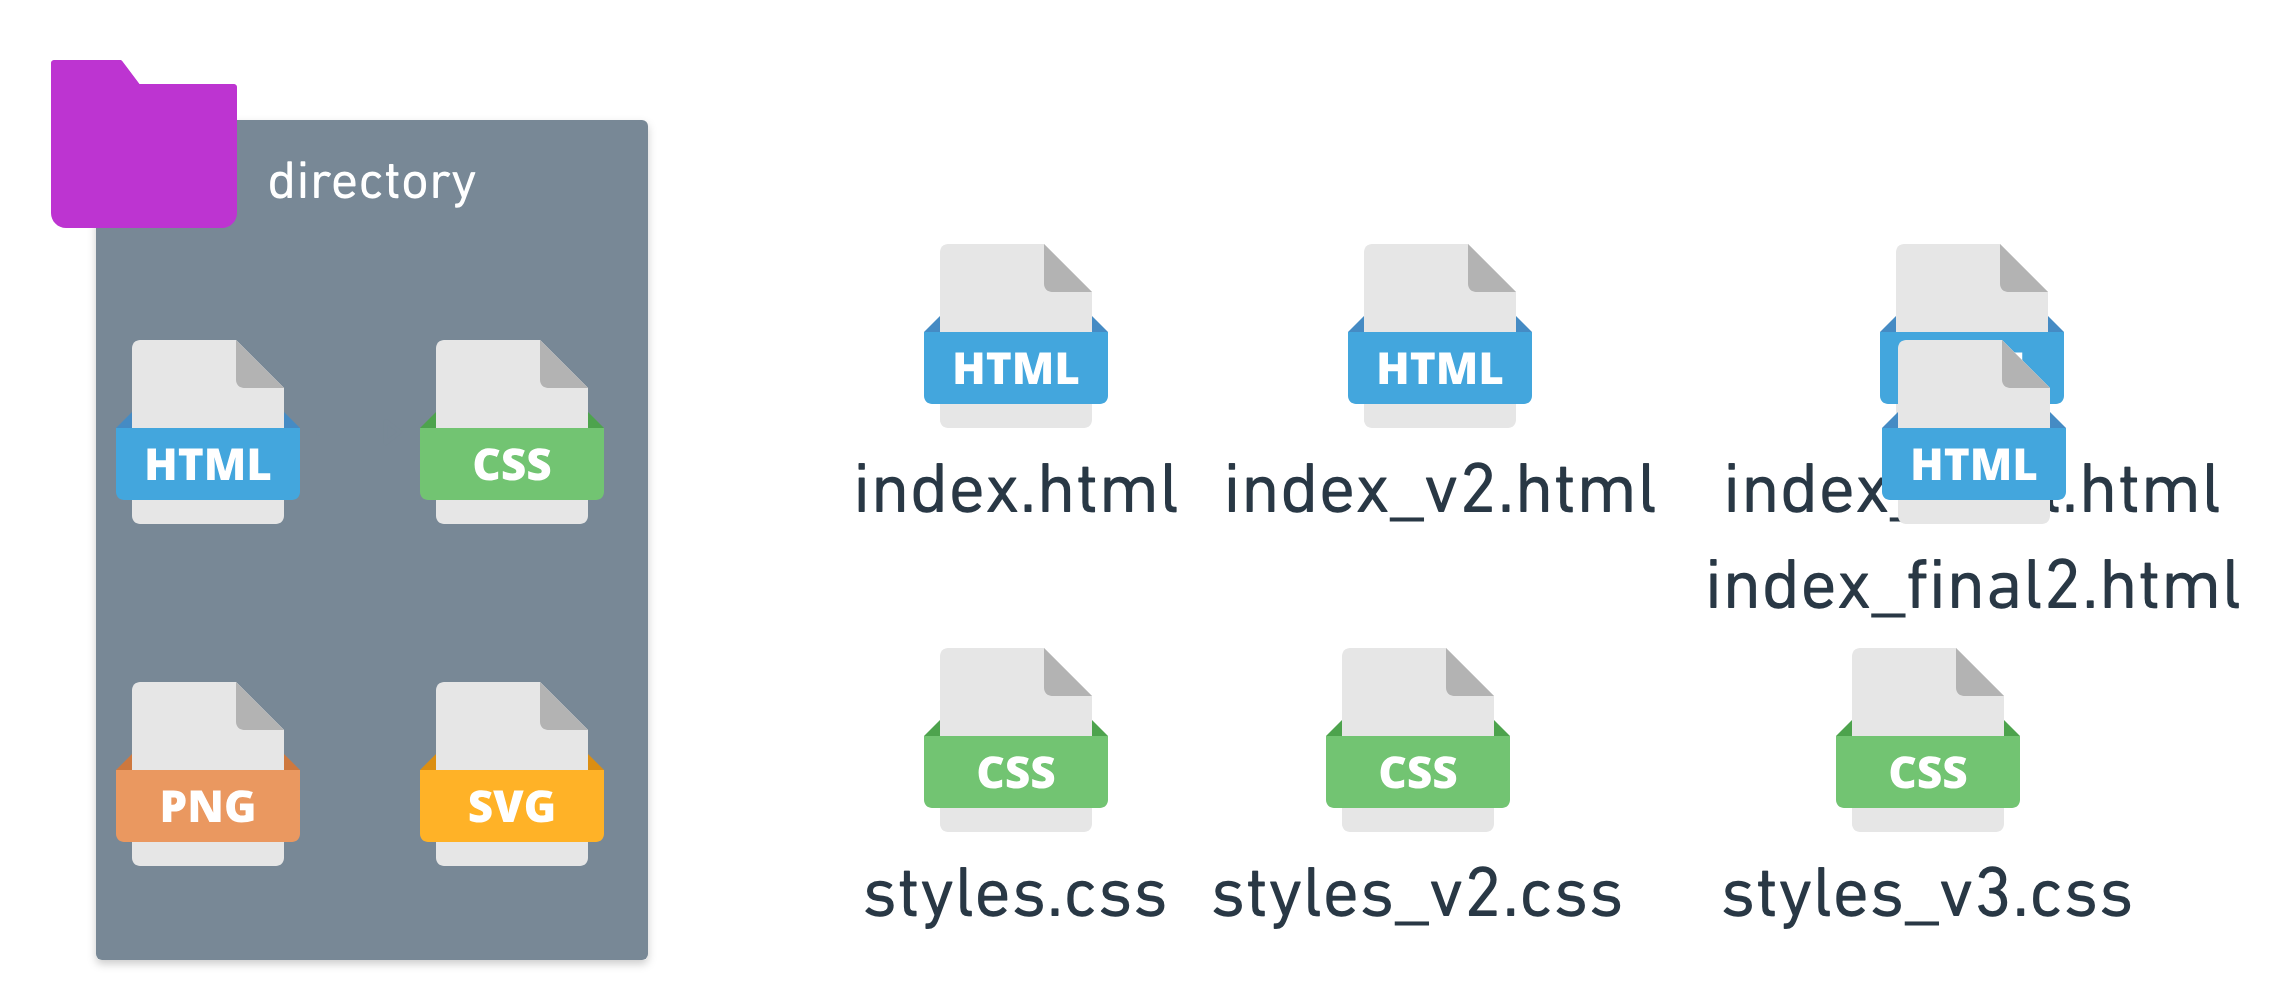 directory
HTML CSS
PNG SVG
HTML HTML
index.html index_v2.html .html
HTML
index_final2.html
CSS CSS CSS
styles.css styles_v2.css styles_v3.css